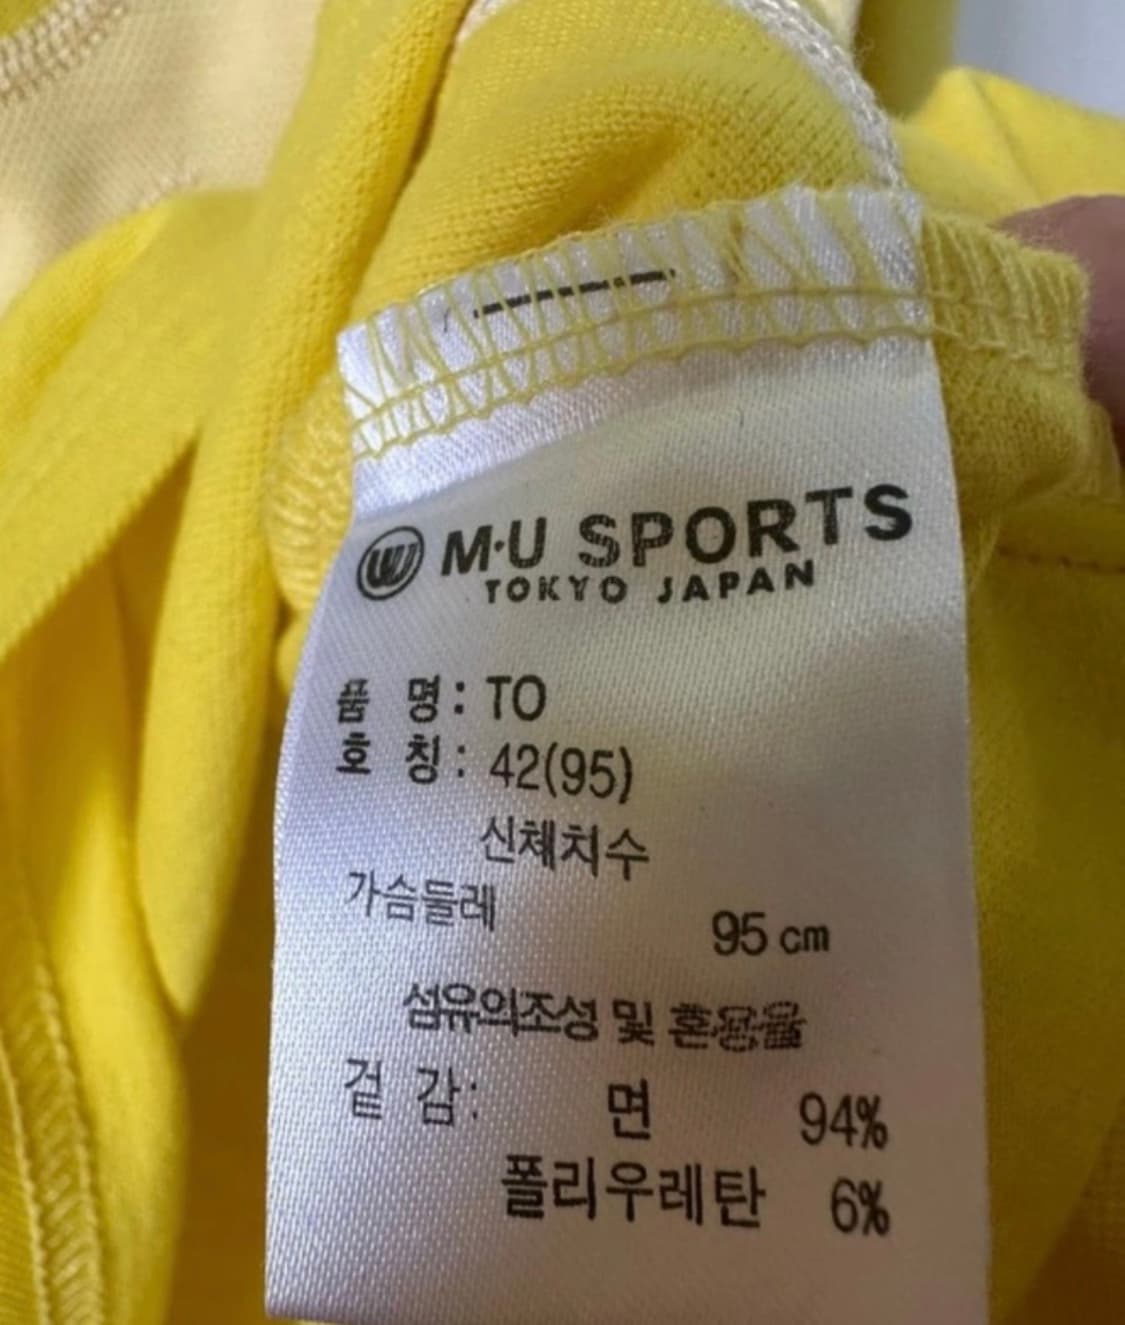 M·U SPORTS
TOKYO JAPAN
품 명: TO
호 칭: 42(95)
신체치수
가슴둘레 95 cm
섬유의조성 및 혼용율
겉 감: 면 94%
폴리우레탄 6%